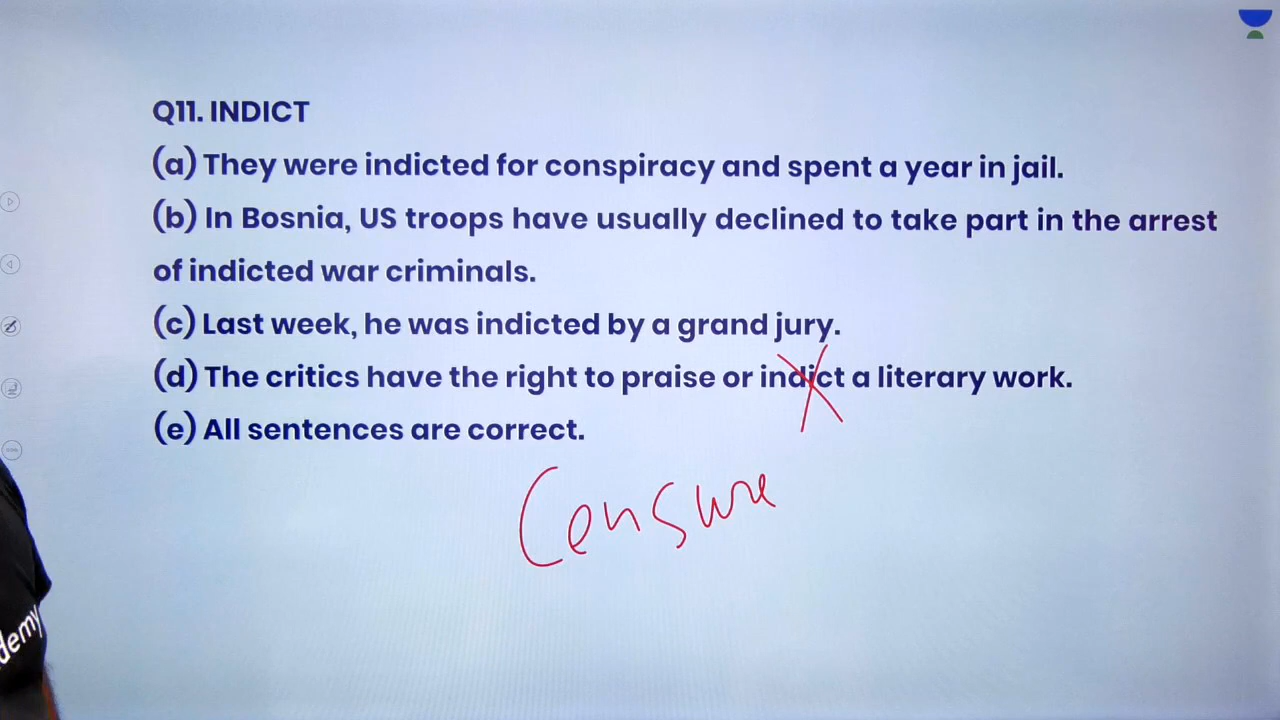 Q11. INDICT
(a) They were indicted for conspiracy and spent a year in jail.
(b) In Bosnia, US troops have usually declined to take part in the arrest
of indicted war criminals.
(c) Last week, he was indicted by a grand jury.
(d) The critics have the right to praise or indict a literary work.
(e) All sentences are correct.
Censure
demy